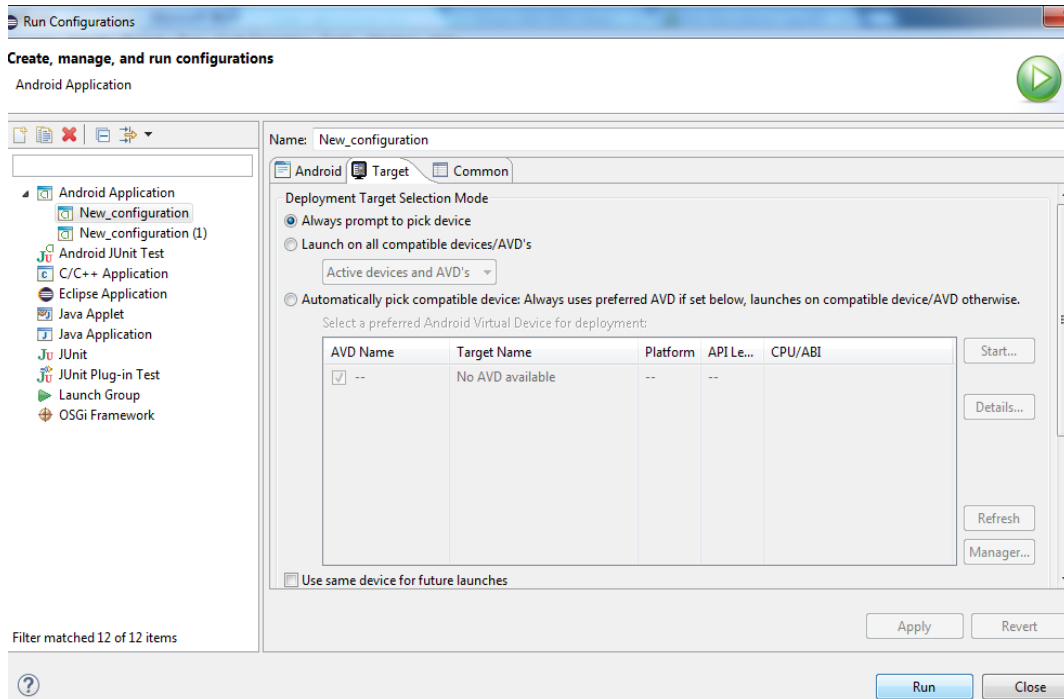 Run Configurations
Create, manage, and run configurations
Android Application
Name: New_configuration
Android Target Common
Android Application
New_configuration
New_configuration (1)
Android JUnit Test
C/C++ Application
Eclipse Application
Java Applet
Java Application
JUnit
JUnit Plug-in Test
Launch Group
OSGi Framework
Filter matched 12 of 12 items
Deployment Target Selection Mode
Always prompt to pick device
Launch on all compatible devices/AVD's
Active devices and AVD's
Automatically pick compatible device: Always uses preferred AVD if set below, launches on compatible device/AVD otherwise.
Select a preferred Android Virtual Device for deployment:
AVD Name Target Name Platform API Le... CPU/ABI
-- No AVD available -- --
Start...
Details...
Refresh
Manager...
Use same device for future launches
Apply Revert
Run Close